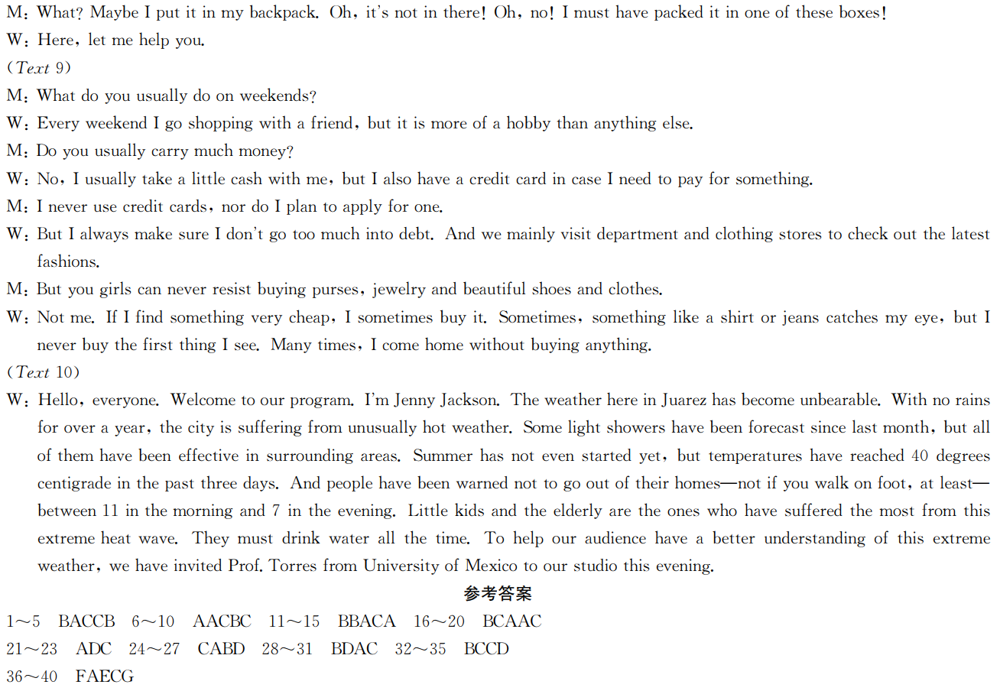 M: What? Maybe I put it in my backpack. Oh, it's not in there! Oh, no! I must have packed it in one of these boxes!
W: Here, let me help you.
(Text 9)
M: What do you usually do on weekends?
W: Every weekend I go shopping with a friend, but it is more of a hobby than anything else.
M: Do you usually carry much money?
W: No, I usually take a little cash with me, but I also have a credit card in case I need to pay for something.
M: I never use credit cards, nor do I plan to apply for one.
W: But I always make sure I don't go too much into debt. And we mainly visit department and clothing stores to check out the latest
fashions.
M: But you girls can never resist buying purses, jewelry and beautiful shoes and clothes.
W: Not me. If I find something very cheap, I sometimes buy it. Sometimes, something like a shirt or jeans catches my eye, but I
never buy the first thing I see. Many times, I come home without buying anything.
(Text 10)
W: Hello, everyone. Welcome to our program. I'm Jenny Jackson. The weather here in Juarez has become unbearable. With no rains
for over a year, the city is suffering from unusually hot weather. Some light showers have been forecast since last month, but all
of them have been effective in surrounding areas. Summer has not even started yet, but temperatures have reached 40 degrees
centigrade in the past three days. And people have been warned not to go out of their homes—not if you walk on foot, at least—
between 11 in the morning and 7 in the evening. Little kids and the elderly are the ones who have suffered the most from this
extreme heat wave. They must drink water all the time. To help our audience have a better understanding of this extreme
weather, we have invited Prof. Torres from University of Mexico to our studio this evening.
参考答案
1～5 BACCB 6～10 AACBC 11～15 BBACA 16～20 BCAAC
21～23 ADC 24～27 CABD 28～31 BDAC 32～35 BCCD
36～40 FAECG